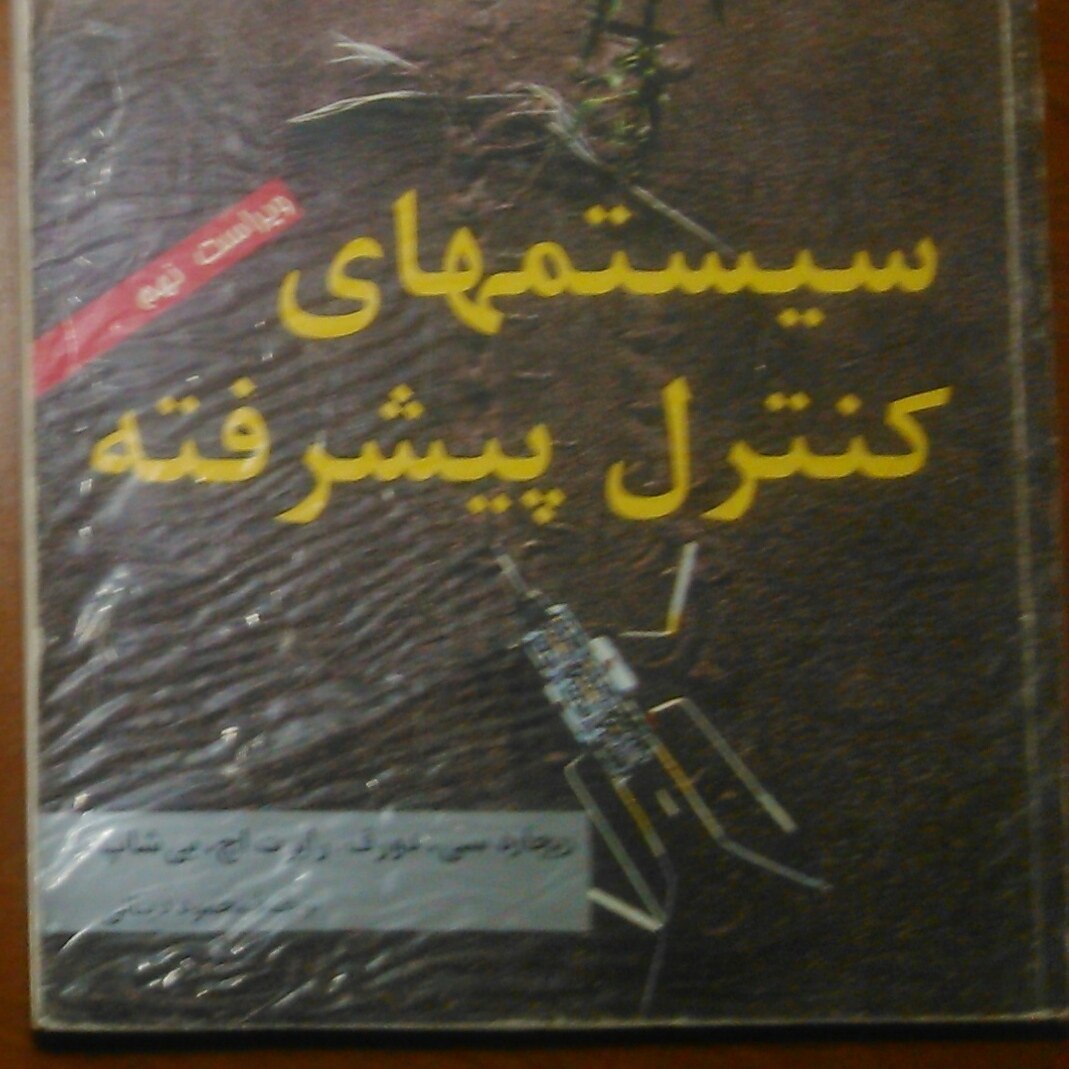 ویراست نهم
سیستمهای
کنترل پیشرفته
ریچارد سی. دورف رابرت اچ. بی شاپ